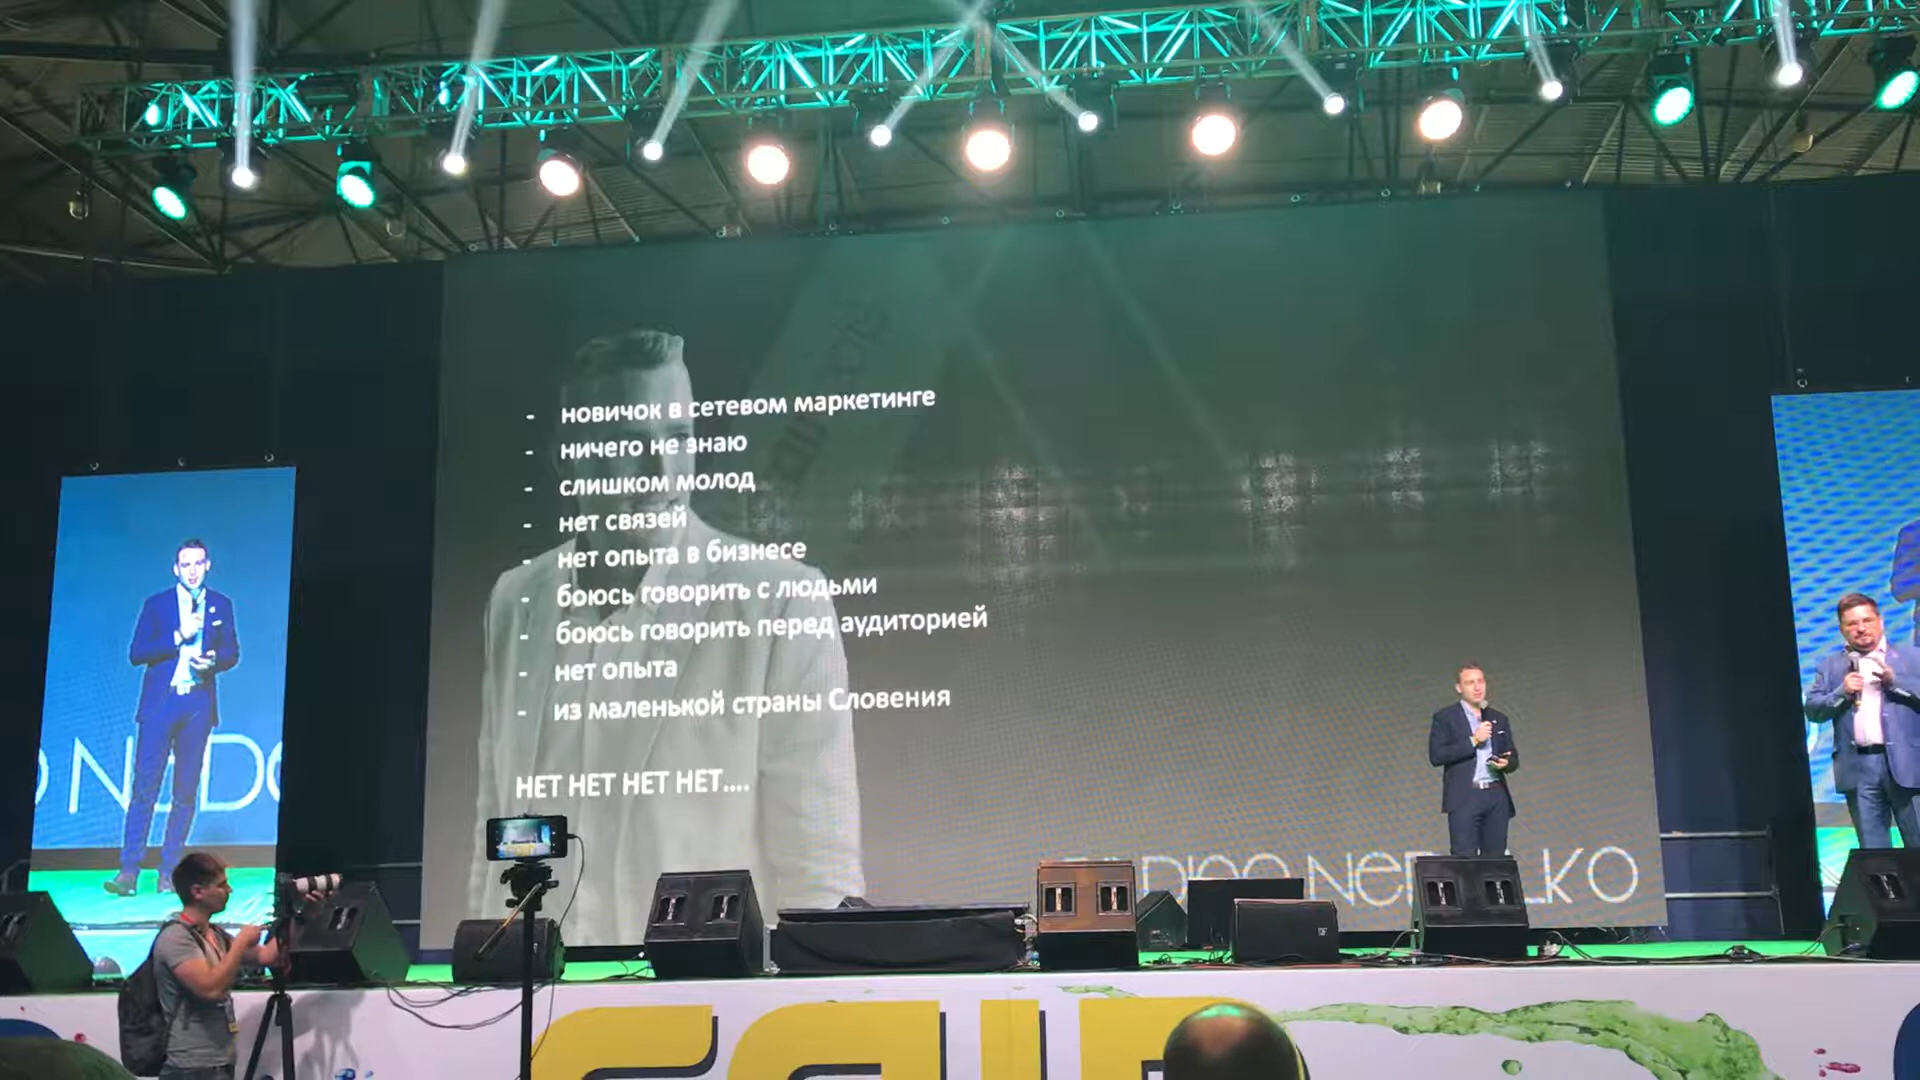 - новичок в сетевом маркетинге
- ничего не знаю
- слишком молод
- нет связей
- нет опыта в бизнесе
- боюсь говорить с людьми
- боюсь говорить перед аудиторией
- нет опыта
- из маленькой страны Словения
НЕТ НЕТ НЕТ НЕТ....